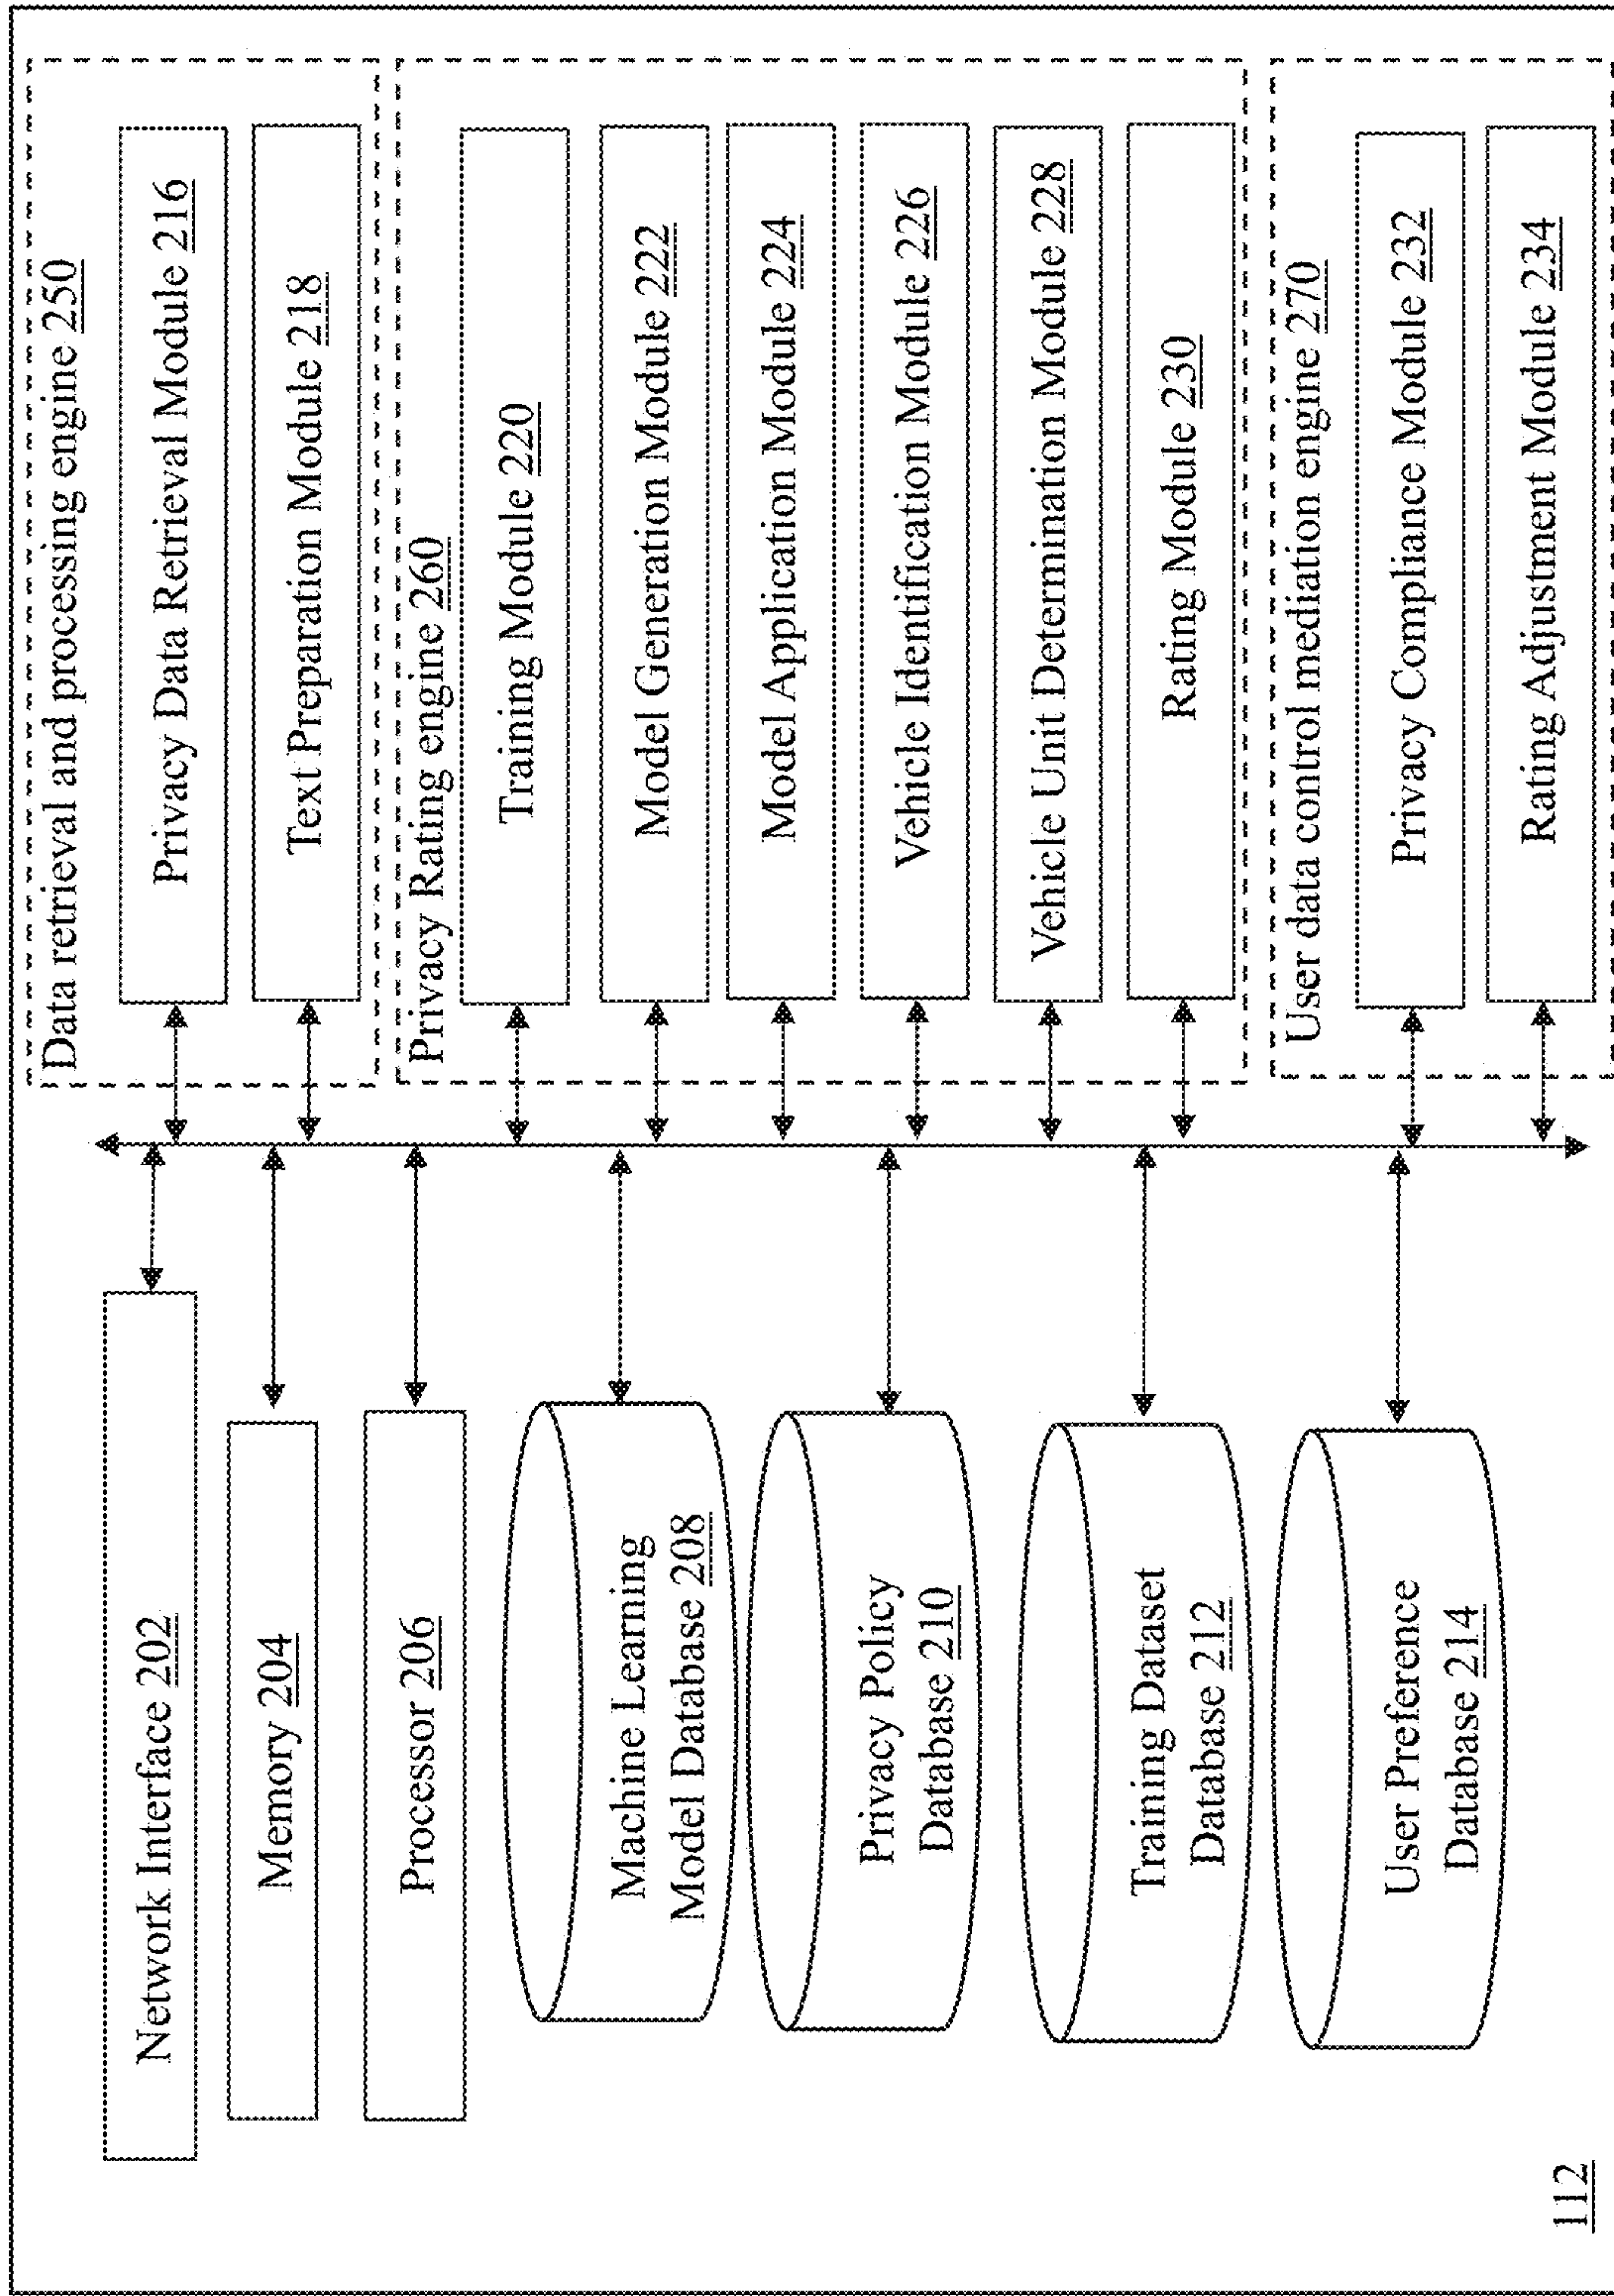 Network Interface 202
Memory 204
Processor 206
Machine Learning
Model Database 208
Privacy Policy
Database 210
Training Dataset
Database 212
User Preference
Database 214
112
Data retrieval and processing engine 250
Privacy Data Retrieval Module 216
Text Preparation Module 218
Privacy Rating engine 260
Training Module 220
Model Generation Module 222
Model Application Module 224
Vehicle Identification Module 226
Vehicle Unit Determination Module 228
Rating Module 230
User data control mediation engine 270
Privacy Compliance Module 232
Rating Adjustment Module 234